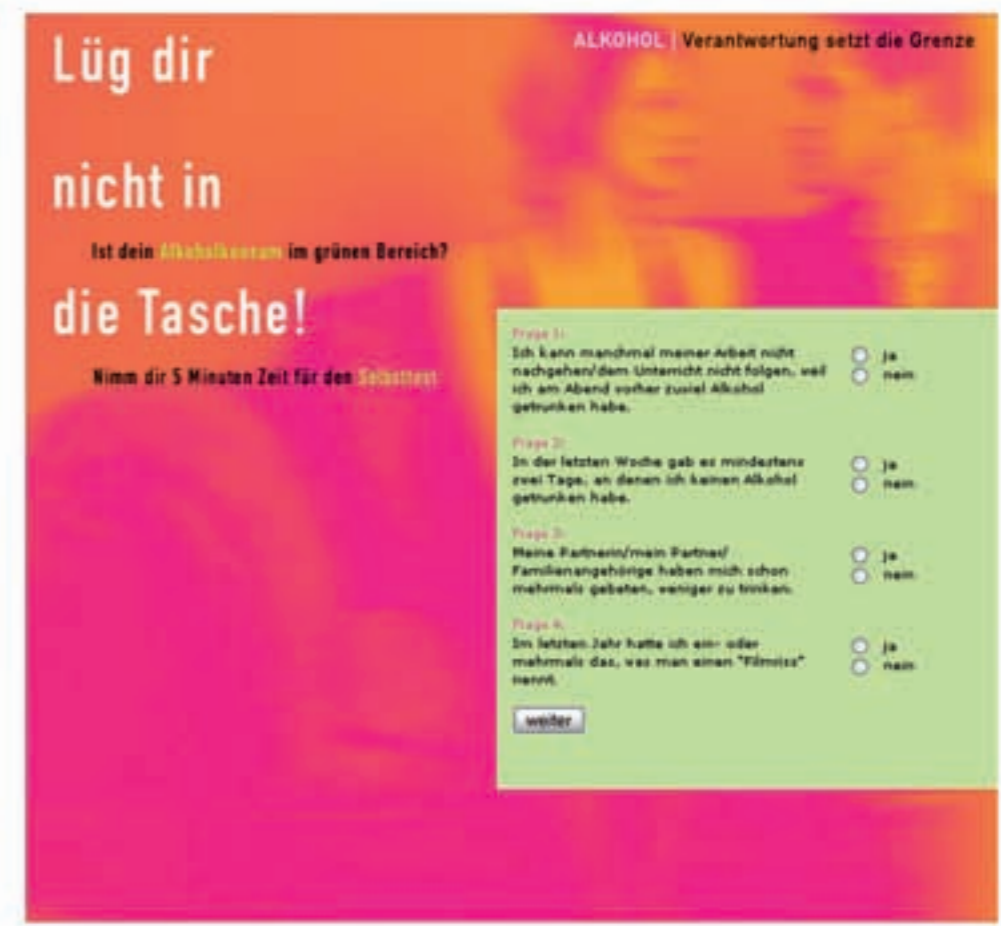 Lüg dir
ALKOHOL | Verantwortung setzt die Grenze
nicht in
Ist dein Alkoholkonsum im grünen Bereich?
die Tasche!
Nimm dir 5 Minuten Zeit für den Selbsttest
Frage 1:
Ich kann manchmal meiner Arbeit nicht
nachgehen/dem Unterricht nicht folgen, weil
ich am Abend vorher zuviel Alkohol
getrunken habe.
ja
nein
Frage 2:
In der letzten Woche gab es mindestens
zwei Tage, an denen ich keinen Alkohol
getrunken habe.
ja
nein
Frage 3:
Meine Partnerin/mein Partner/
Familienangehörige haben mich schon
mehrmals gebeten, weniger zu trinken.
ja
nein
Frage 4:
Im letzten Jahr hatte ich ein- oder
mehrmals das, was man einen "Filmriss"
nennt.
ja
nein
weiter